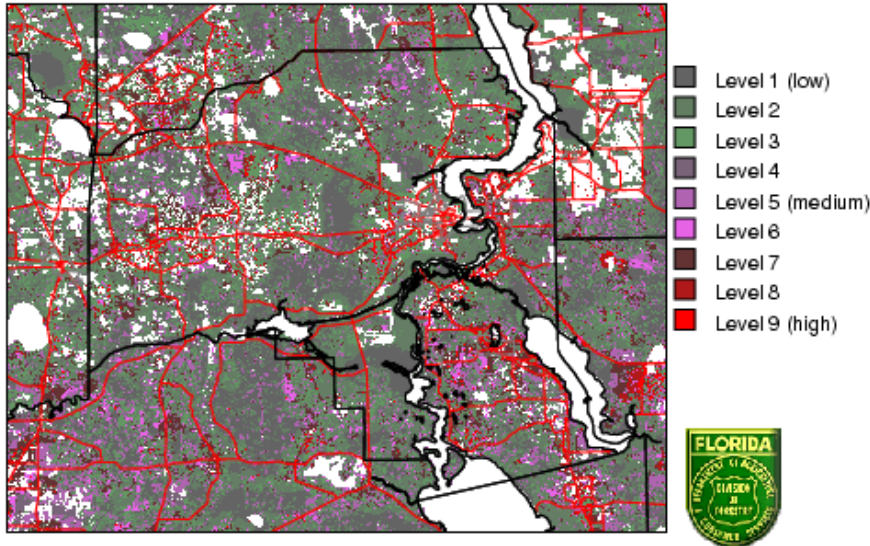 Level 1 (low)
Level 2
Level 3
Level 4
Level 5 (medium)
Level 6
Level 7
Level 8
Level 9 (high)
FLORIDA
DIVISION
OF
FORESTRY